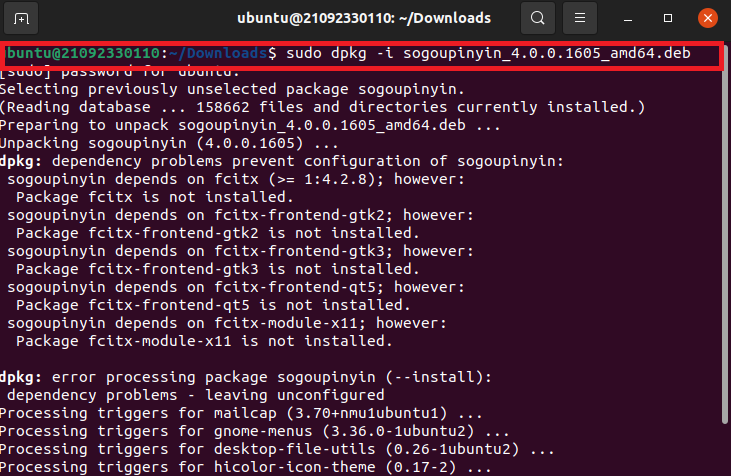 ubuntu@21092330110: ~/Downloads
ubuntu@21092330110:~/Downloads$ sudo dpkg -i sogoupinyin_4.0.0.1605_amd64.deb
[sudo] password for ubuntu:
Selecting previously unselected package sogoupinyin.
(Reading database ... 158662 files and directories currently installed.)
Preparing to unpack sogoupinyin_4.0.0.1605_amd64.deb ...
Unpacking sogoupinyin (4.0.0.1605) ...
dpkg: dependency problems prevent configuration of sogoupinyin:
 sogoupinyin depends on fcitx (>= 1:4.2.8); however:
  Package fcitx is not installed.
 sogoupinyin depends on fcitx-frontend-gtk2; however:
  Package fcitx-frontend-gtk2 is not installed.
 sogoupinyin depends on fcitx-frontend-gtk3; however:
  Package fcitx-frontend-gtk3 is not installed.
 sogoupinyin depends on fcitx-frontend-qt5; however:
  Package fcitx-frontend-qt5 is not installed.
 sogoupinyin depends on fcitx-module-x11; however:
  Package fcitx-module-x11 is not installed.

dpkg: error processing package sogoupinyin (--install):
 dependency problems - leaving unconfigured
Processing triggers for mailcap (3.70+nmu1ubuntu1) ...
Processing triggers for gnome-menus (3.36.0-1ubuntu2) ...
Processing triggers for desktop-file-utils (0.26-1ubuntu2) ...
Processing triggers for hicolor-icon-theme (0.17-2) ...